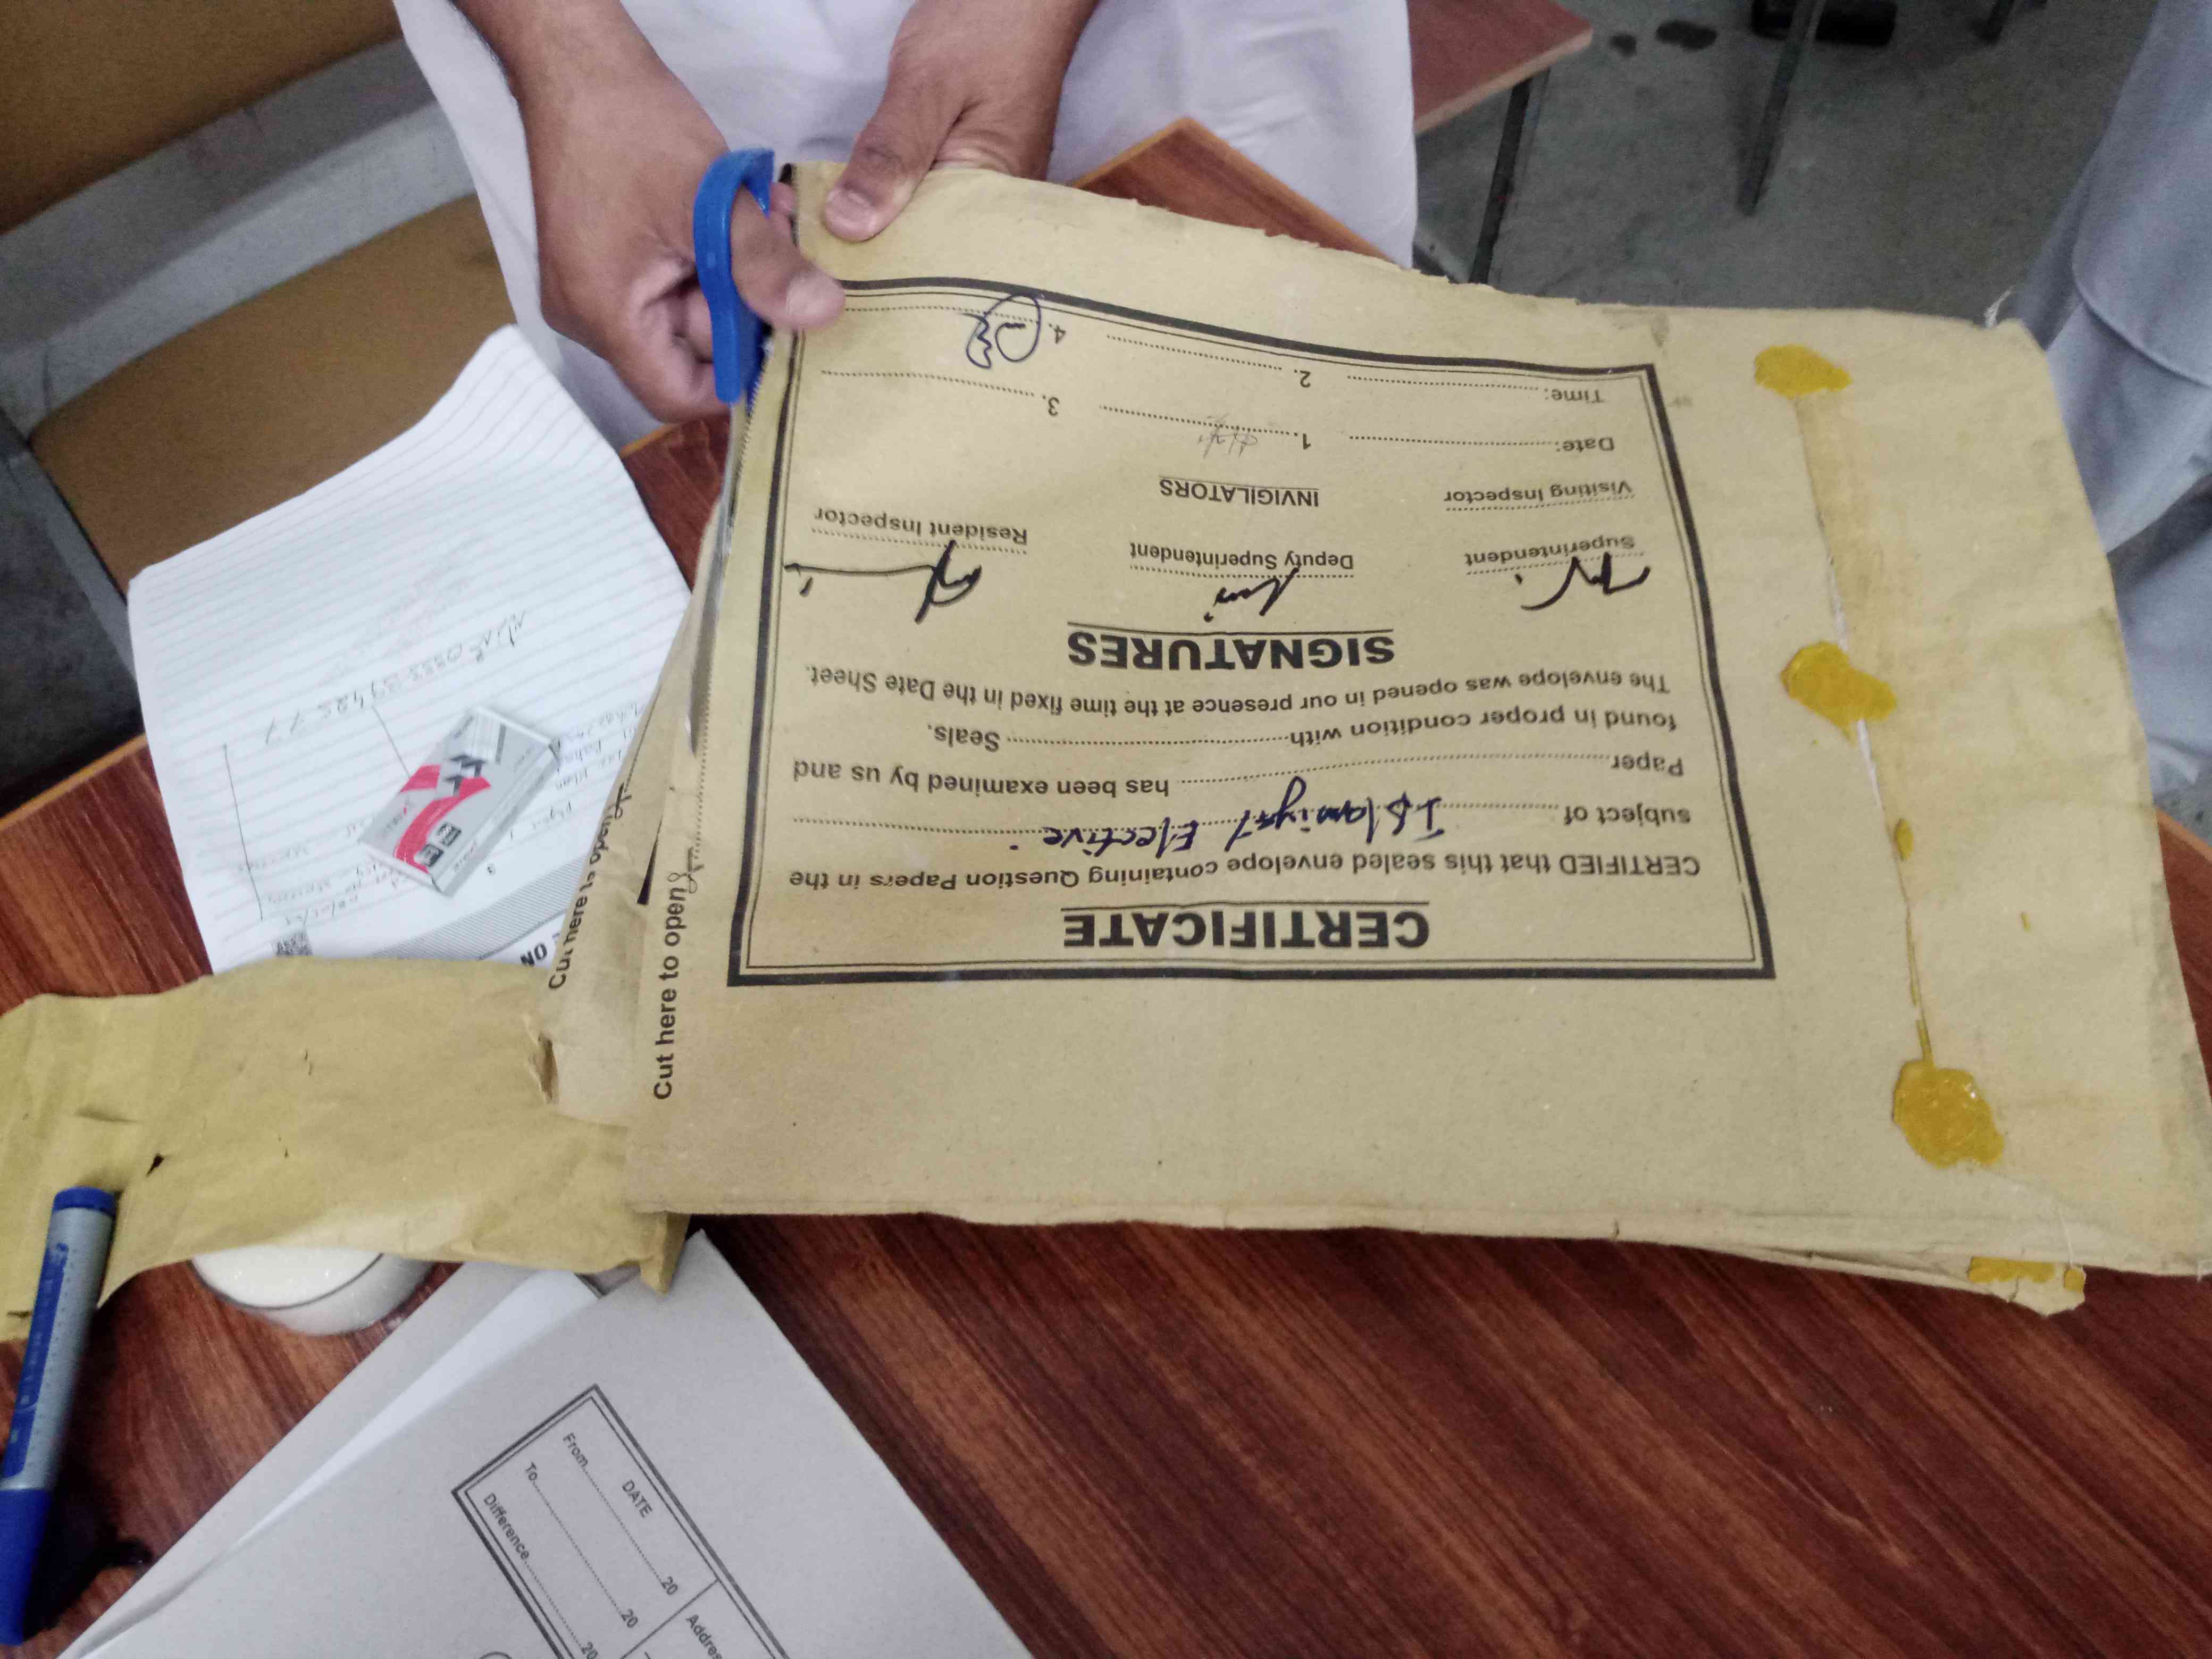 CERTIFICATE
CERTIFIED that this sealed envelope containing Question Papers in the
subject of Islamiyat Elective
Paper has been examined by us and
found in proper condition with Seals.
The envelope was opened in our presence at the time fixed in the Date Sheet.
SIGNATURES
Superintendent Deputy Superintendent Resident Inspector
Visiting Inspector INVIGILATORS
Date: 1. 3.
Time: 2. 4.
Cut here to open
Cut here to open
NO
DATE
From 20
To 20
Difference 20